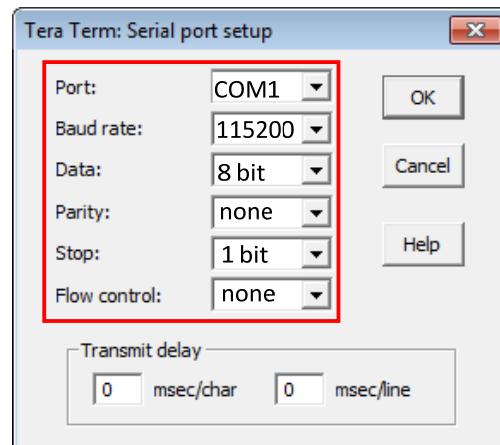 Tera Term: Serial port setup
Port: COM1
OK
Baud rate: 115200
Data: 8 bit
Cancel
Parity: none
Stop: 1 bit
Help
Flow control: none
Transmit delay
0 msec/char 0 msec/line